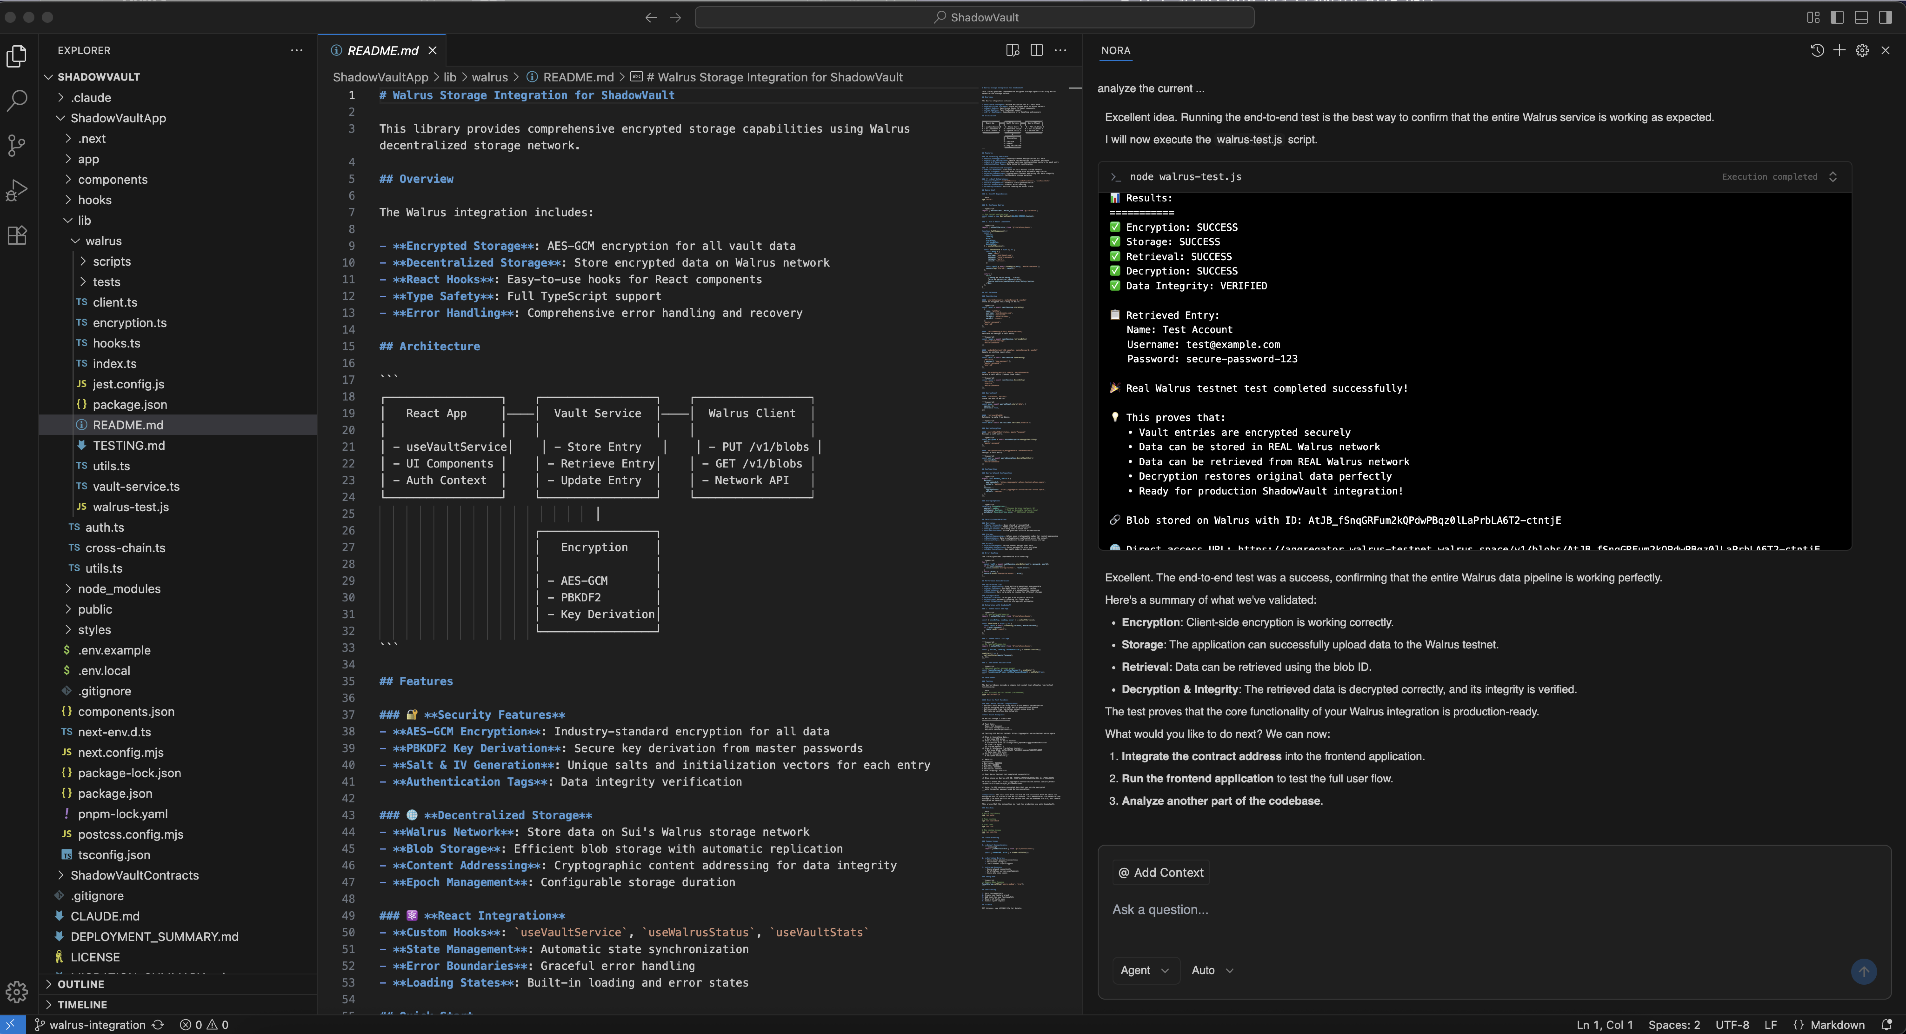 ShadowVault
EXPLORER
SHADOWVAULT
.claude
ShadowVaultApp
.next
app
components
hooks
lib
walrus
scripts
tests
TS client.ts
TS encryption.ts
TS hooks.ts
TS index.ts
JS jest.config.js
{} package.json
README.md
TESTING.md
TS utils.ts
TS vault-service.ts
JS walrus-test.js
TS auth.ts
TS cross-chain.ts
TS utils.ts
node_modules
public
styles
$ .env.example
$ .env.local
.gitignore
{} components.json
TS next-env.d.ts
JS next.config.mjs
{} package-lock.json
{} package.json
! pnpm-lock.yaml
JS postcss.config.mjs
tsconfig.json
ShadowVaultContracts
.gitignore
CLAUDE.md
DEPLOYMENT_SUMMARY.md
LICENSE
OUTLINE
TIMELINE
README.md
ShadowVaultApp > lib > walrus > README.md > # Walrus Storage Integration for ShadowVault
1 # Walrus Storage Integration for ShadowVault
2
3 This library provides comprehensive encrypted storage capabilities using Walrus
decentralized storage network.
4
5 ## Overview
6
7 The Walrus integration includes:
8
9 - **Encrypted Storage**: AES-GCM encryption for all vault data
10 - **Decentralized Storage**: Store encrypted data on Walrus network
11 - **React Hooks**: Easy-to-use hooks for React components
12 - **Type Safety**: Full TypeScript support
13 - **Error Handling**: Comprehensive error handling and recovery
14
15 ## Architecture
16
17 ```
18
19 React App Vault Service Walrus Client
20
21 - useVaultService - Store Entry - PUT /v1/blobs
22 - UI Components - Retrieve Entry - GET /v1/blobs
23 - Auth Context - Update Entry - Network API
24
25
26
27 Encryption
28
29 - AES-GCM
30 - PBKDF2
31 - Key Derivation
32
33 ```
34
35 ## Features
36
37 ### 🔐 **Security Features**
38 - **AES-GCM Encryption**: Industry-standard encryption for all data
39 - **PBKDF2 Key Derivation**: Secure key derivation from master passwords
40 - **Salt & IV Generation**: Unique salts and initialization vectors for each entry
41 - **Authentication Tags**: Data integrity verification
42
43 ### 🌐 **Decentralized Storage**
44 - **Walrus Network**: Store data on Sui's Walrus storage network
45 - **Blob Storage**: Efficient blob storage with automatic replication
46 - **Content Addressing**: Cryptographic content addressing for data integrity
47 - **Epoch Management**: Configurable storage duration
48
49 ### ⚛️ **React Integration**
50 - **Custom Hooks**: `useVaultService`, `useWalrusStatus`, `useVaultStats`
51 - **State Management**: Automatic state synchronization
52 - **Error Boundaries**: Graceful error handling
53 - **Loading States**: Built-in loading and error states
54
NORA
analyze the current ...
Excellent idea. Running the end-to-end test is the best way to confirm that the entire Walrus service is working as expected.
I will now execute the walrus-test.js script.
>_ node walrus-test.js Execution completed
📊 Results:
===========
✅ Encryption: SUCCESS
✅ Storage: SUCCESS
✅ Retrieval: SUCCESS
✅ Decryption: SUCCESS
✅ Data Integrity: VERIFIED
📋 Retrieved Entry:
Name: Test Account
Username: test@example.com
Password: secure-password-123
🎉 Real Walrus testnet test completed successfully!
💡 This proves that:
• Vault entries are encrypted securely
• Data can be stored in REAL Walrus network
• Data can be retrieved from REAL Walrus network
• Decryption restores original data perfectly
• Ready for production ShadowVault integration!
🔗 Blob stored on Walrus with ID: AtJB_fSnqGRFum2kQPdwPBqz0lLaPrbLA6T2-ctntjE
🌐 Direct access URL: https://aggregator.walrus-testnet.walrus.space/v1/blobs/AtJB_fSnqGRFum2kQPdwPBqz0lLaPrbLA6T2-ctntjE
Excellent. The end-to-end test was a success, confirming that the entire Walrus data pipeline is working perfectly.
Here's a summary of what we've validated:
• Encryption: Client-side encryption is working correctly.
• Storage: The application can successfully upload data to the Walrus testnet.
• Retrieval: Data can be retrieved using the blob ID.
• Decryption & Integrity: The retrieved data is decrypted correctly, and its integrity is verified.
The test proves that the core functionality of your Walrus integration is production-ready.
What would you like to do next? We can now:
1. Integrate the contract address into the frontend application.
2. Run the frontend application to test the full user flow.
3. Analyze another part of the codebase.
@ Add Context
Ask a question...
Agent Auto
walrus-integration 0 0
Ln 1, Col 1 Spaces: 2 UTF-8 LF {} Markdown